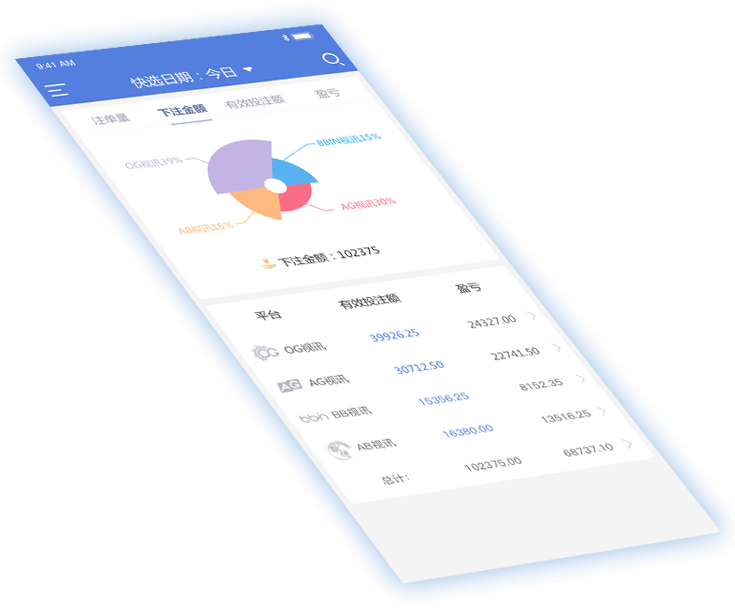 9:41 AM
快选日期：今日
注单量 下注金额 有效投注额 盈亏
OG视讯39%
BBIN视讯15%
AB视讯16%
AG视讯30%
下注金额：102375
平台 有效投注额 盈亏
OG OG视讯 39926.25 24327.00
AG AG视讯 30712.50 22741.50
bbin BB视讯 15356.25 8152.35
AB视讯 16380.00 13516.25
总计： 102375.00 68737.10